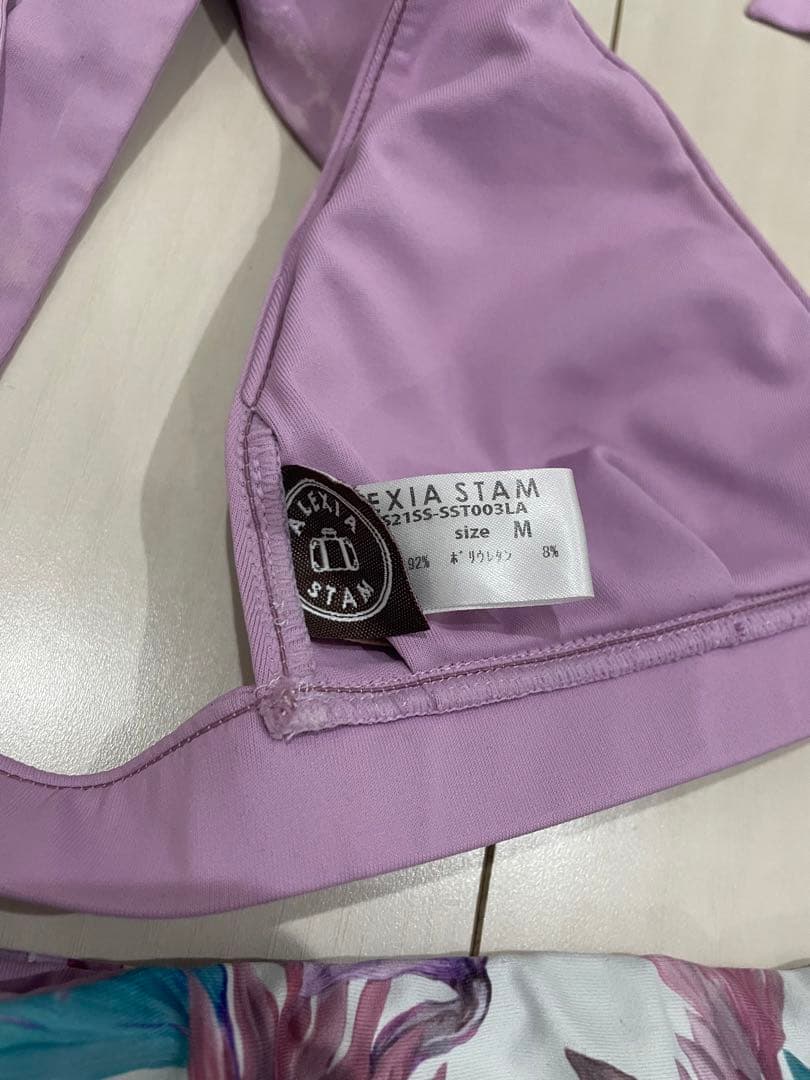 ALEXIA
STAM
EXIA STAM
S21SS-SST003LA
size M
92% ポリウレタン 8%